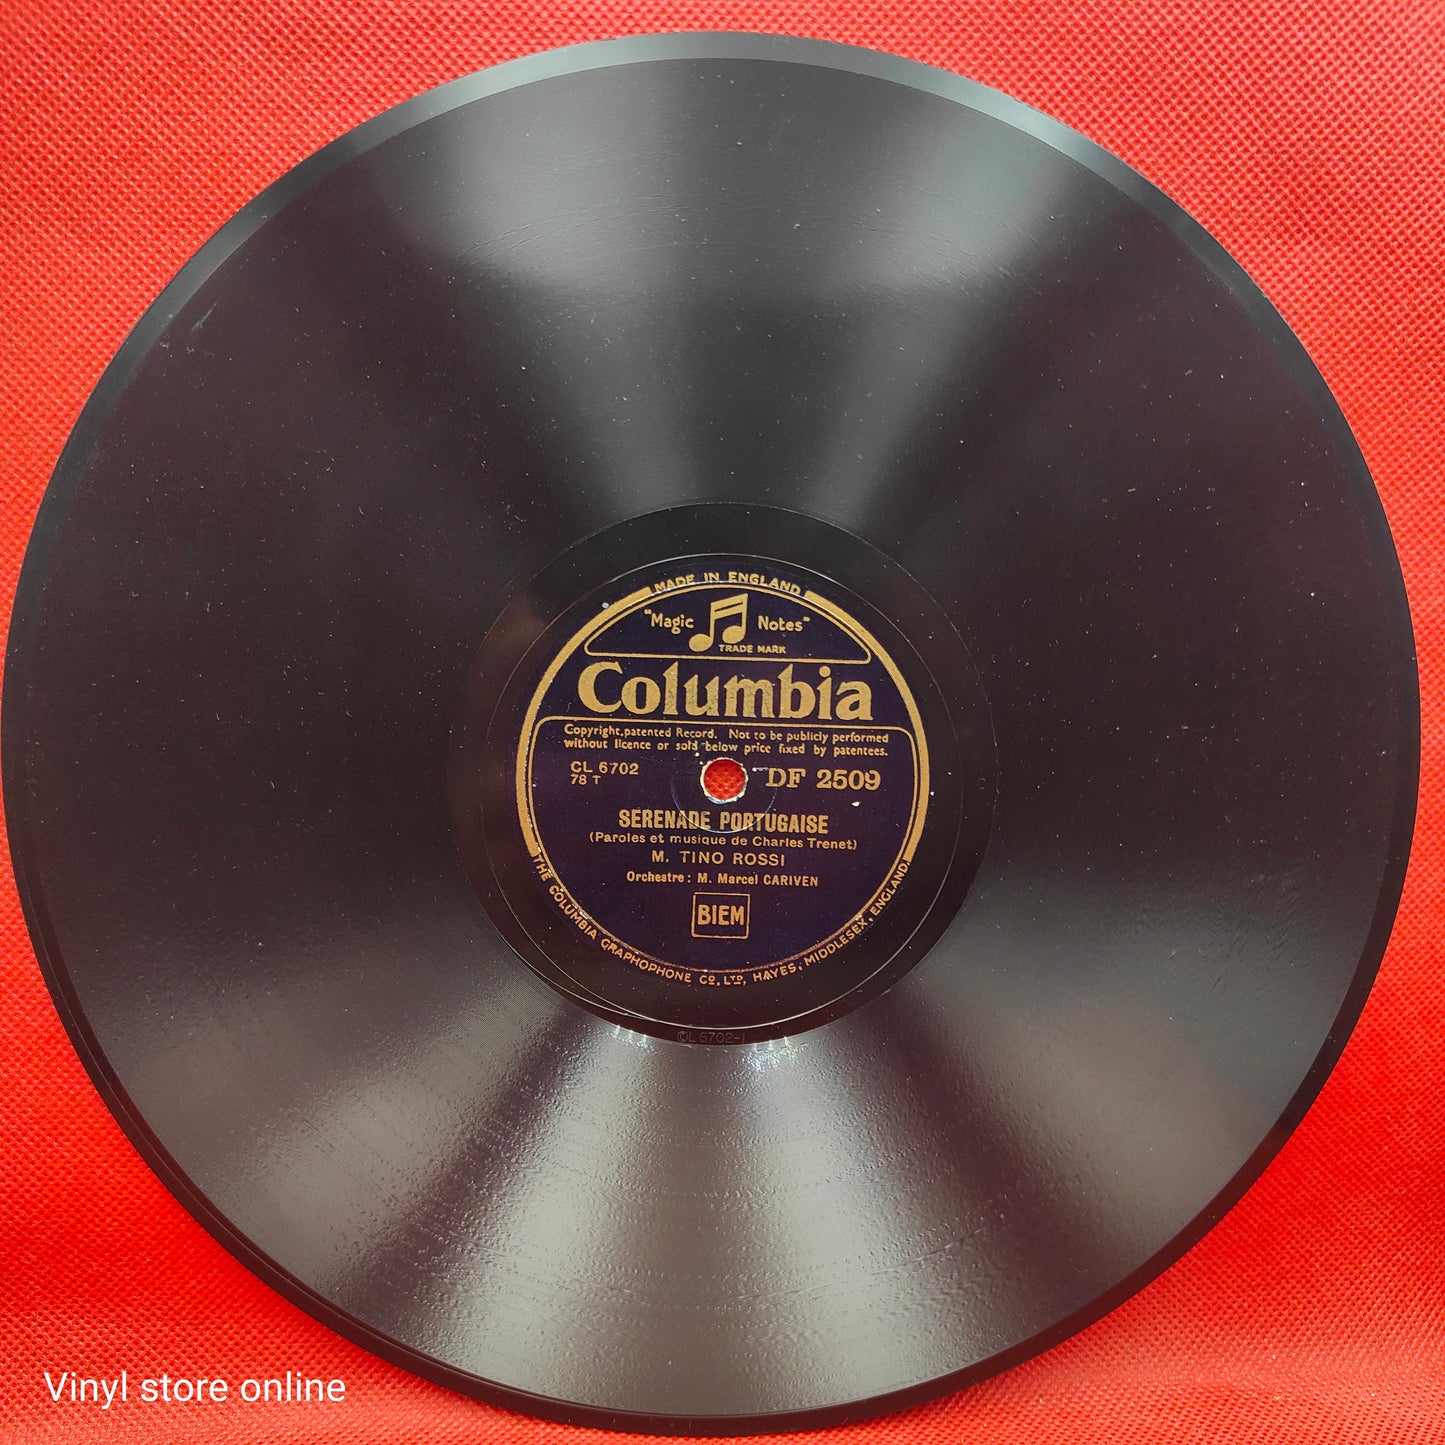 MADE IN ENGLAND
"Magic Notes"
TRADE MARK
Columbia
Copyright, patented Record. Not to be publicly performed
without licence or sold below price fixed by patentees.
CL 6702
78 T
DF 2509
SERENADE PORTUGAISE
(Paroles et musique de Charles Trenet)
M. TINO ROSSI
Orchestre: M. Marcel CARIVEN
BIEM
THE COLUMBIA GRAPHOPHONE CO, LTD, HAYES, MIDDLESEX, ENGLAND.
CL 6702-1
Vinyl store online